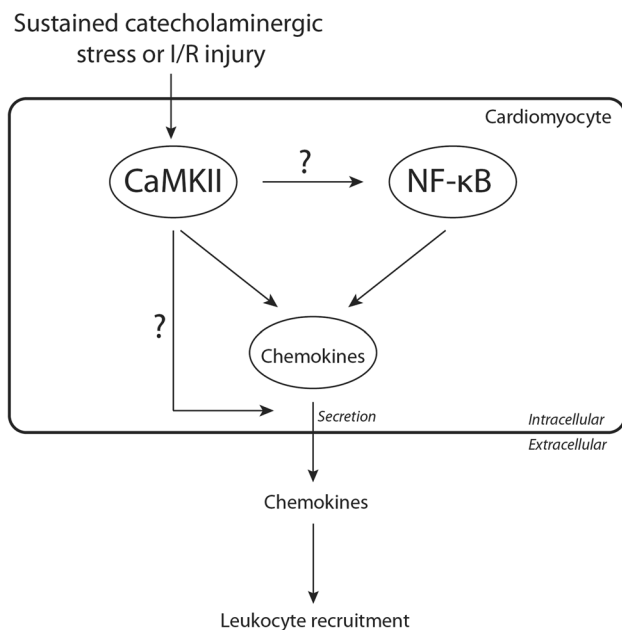 Sustained catecholaminergic
stress or I/R injury
Cardiomyocyte
CaMKII
?
NF-κB
?
Chemokines
Secretion
Intracellular
Extracellular
Chemokines
Leukocyte recruitment